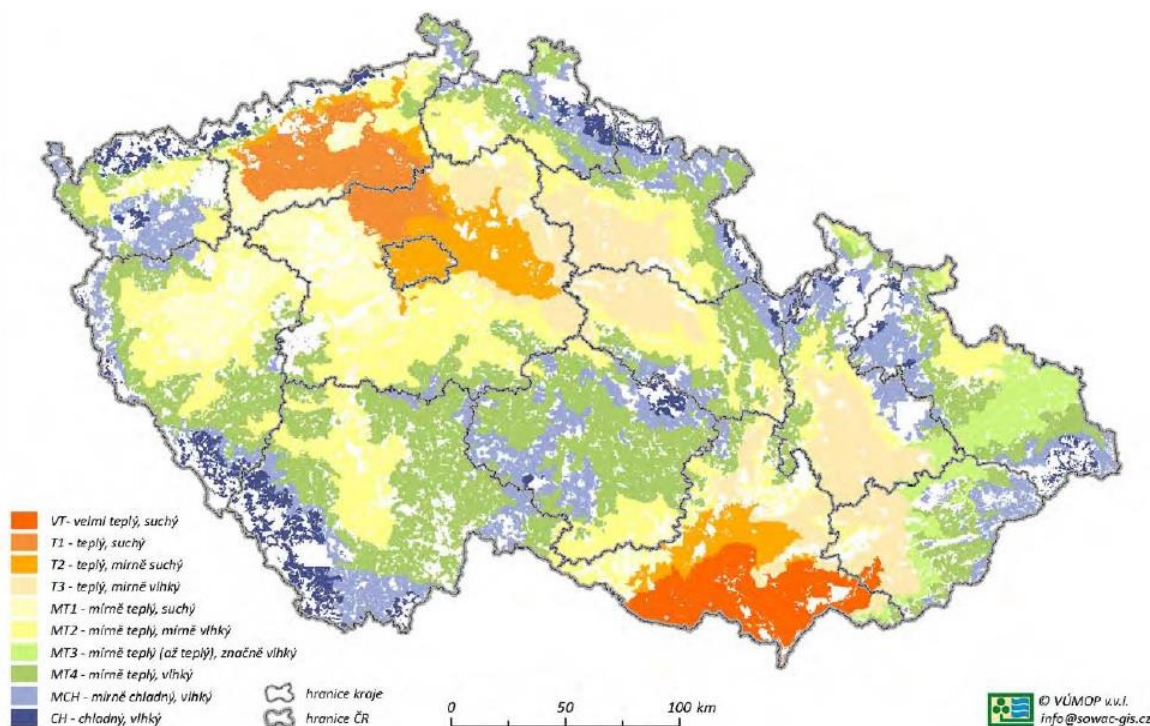 VT- velmi teplý, suchý
T1 - teplý, suchý
T2 - teplý, mírně suchý
T3 - teplý, mírně vlhký
MT1 - mírně teplý, suchý
MT2 - mírně teplý, mírně vlhký
MT3 - mírně teplý (až teplý), značně vlhký
MT4 - mírně teplý, vlhký
MCH - mírně chladný, vlhký
CH - chladný, vlhký
hranice kraje
hranice ČR
0 50 100 km
© VÚMOP v.v.i.
info@sowac-gis.cz